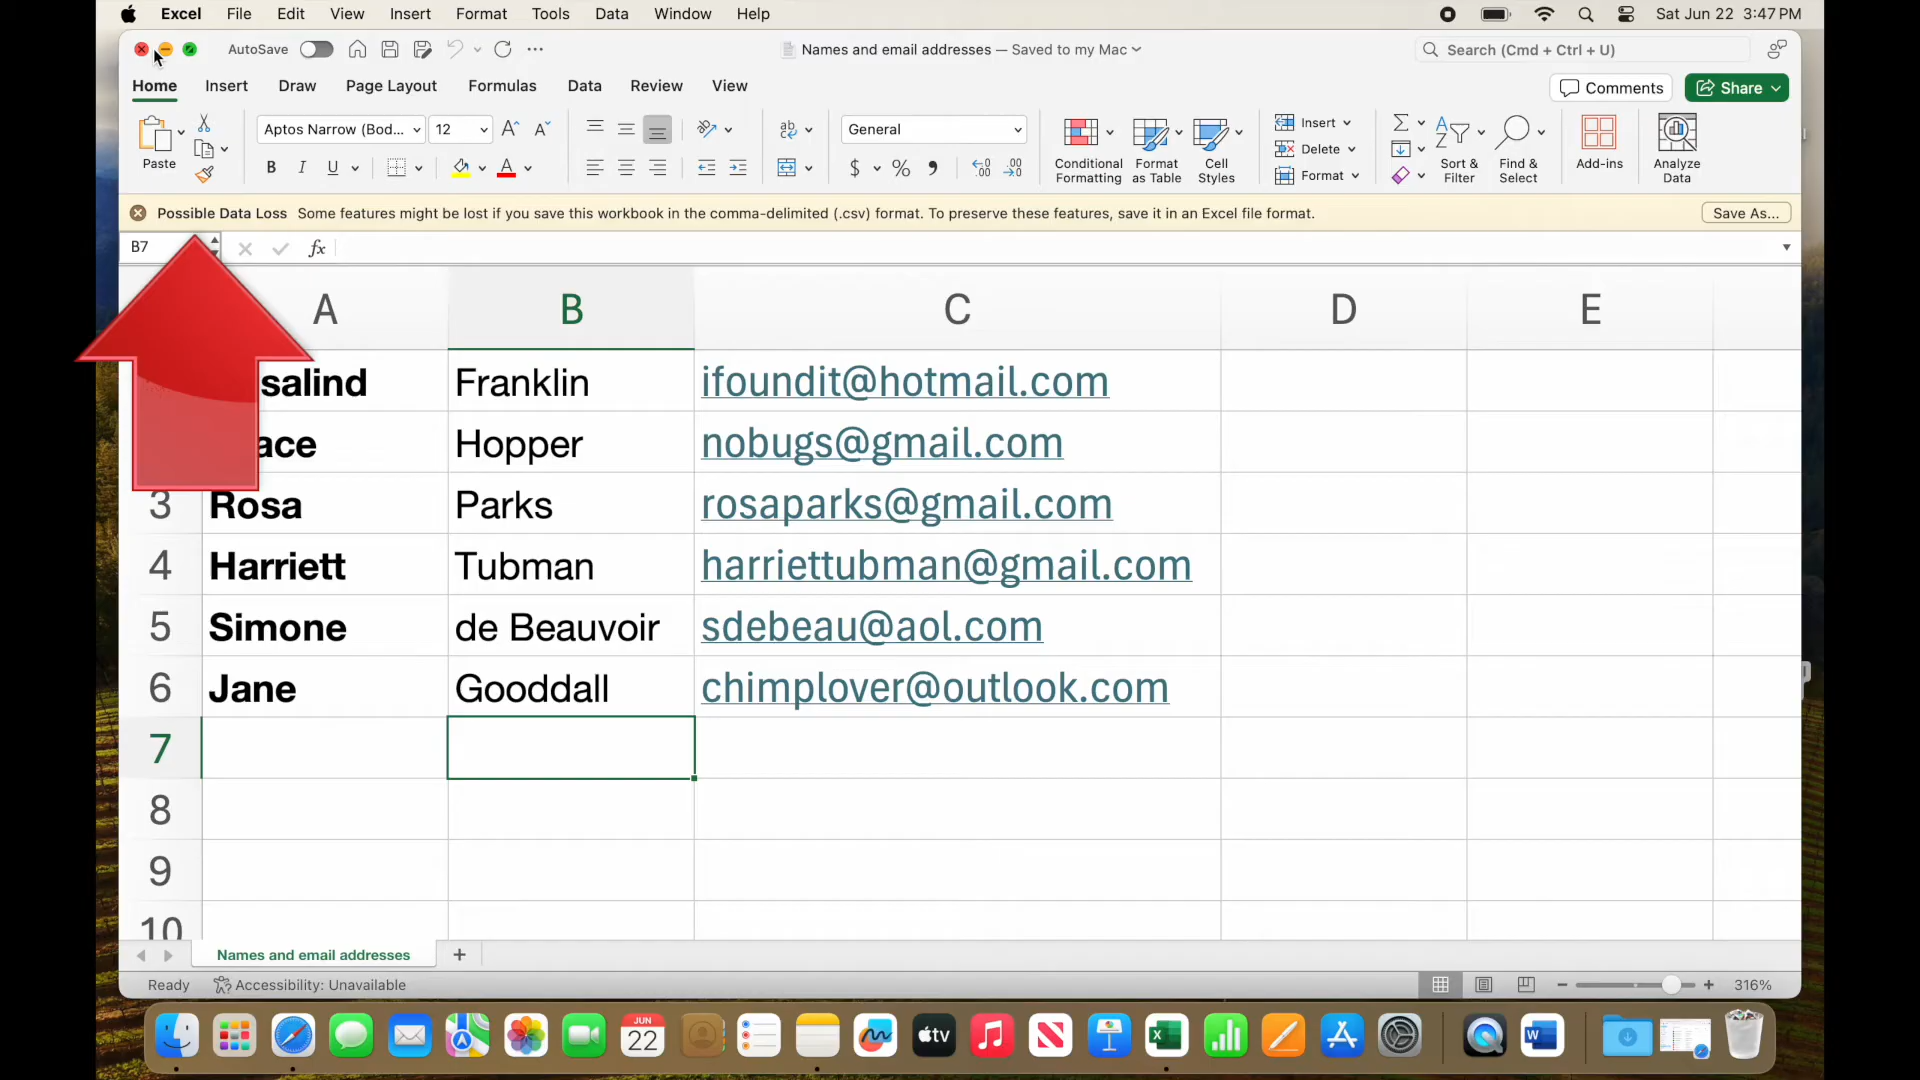 Excel File Edit View Insert Format Tools Data Window Help Sat Jun 22 3:47 PM
AutoSave Names and email addresses — Saved to my Mac Search (Cmd + Ctrl + U)
Home Insert Draw Page Layout Formulas Data Review View Comments Share
Paste Aptos Narrow (Bod... 12 General Conditional Formatting Format as Table Cell Styles Insert Delete Format Sort & Filter Find & Select Add-ins Analyze Data
B I U A $ %
Possible Data Loss Some features might be lost if you save this workbook in the comma-delimited (.csv) format. To preserve these features, save it in an Excel file format. Save As...
B7 fx
A B C D E
salind Franklin ifoundit@hotmail.com
ace Hopper nobugs@gmail.com
3 Rosa Parks rosaparks@gmail.com
4 Harriett Tubman harriettubman@gmail.com
5 Simone de Beauvoir sdebeau@aol.com
6 Jane Gooddall chimplover@outlook.com
7
8
9
10
Names and email addresses +
Ready Accessibility: Unavailable 316%
JUN
22
tv